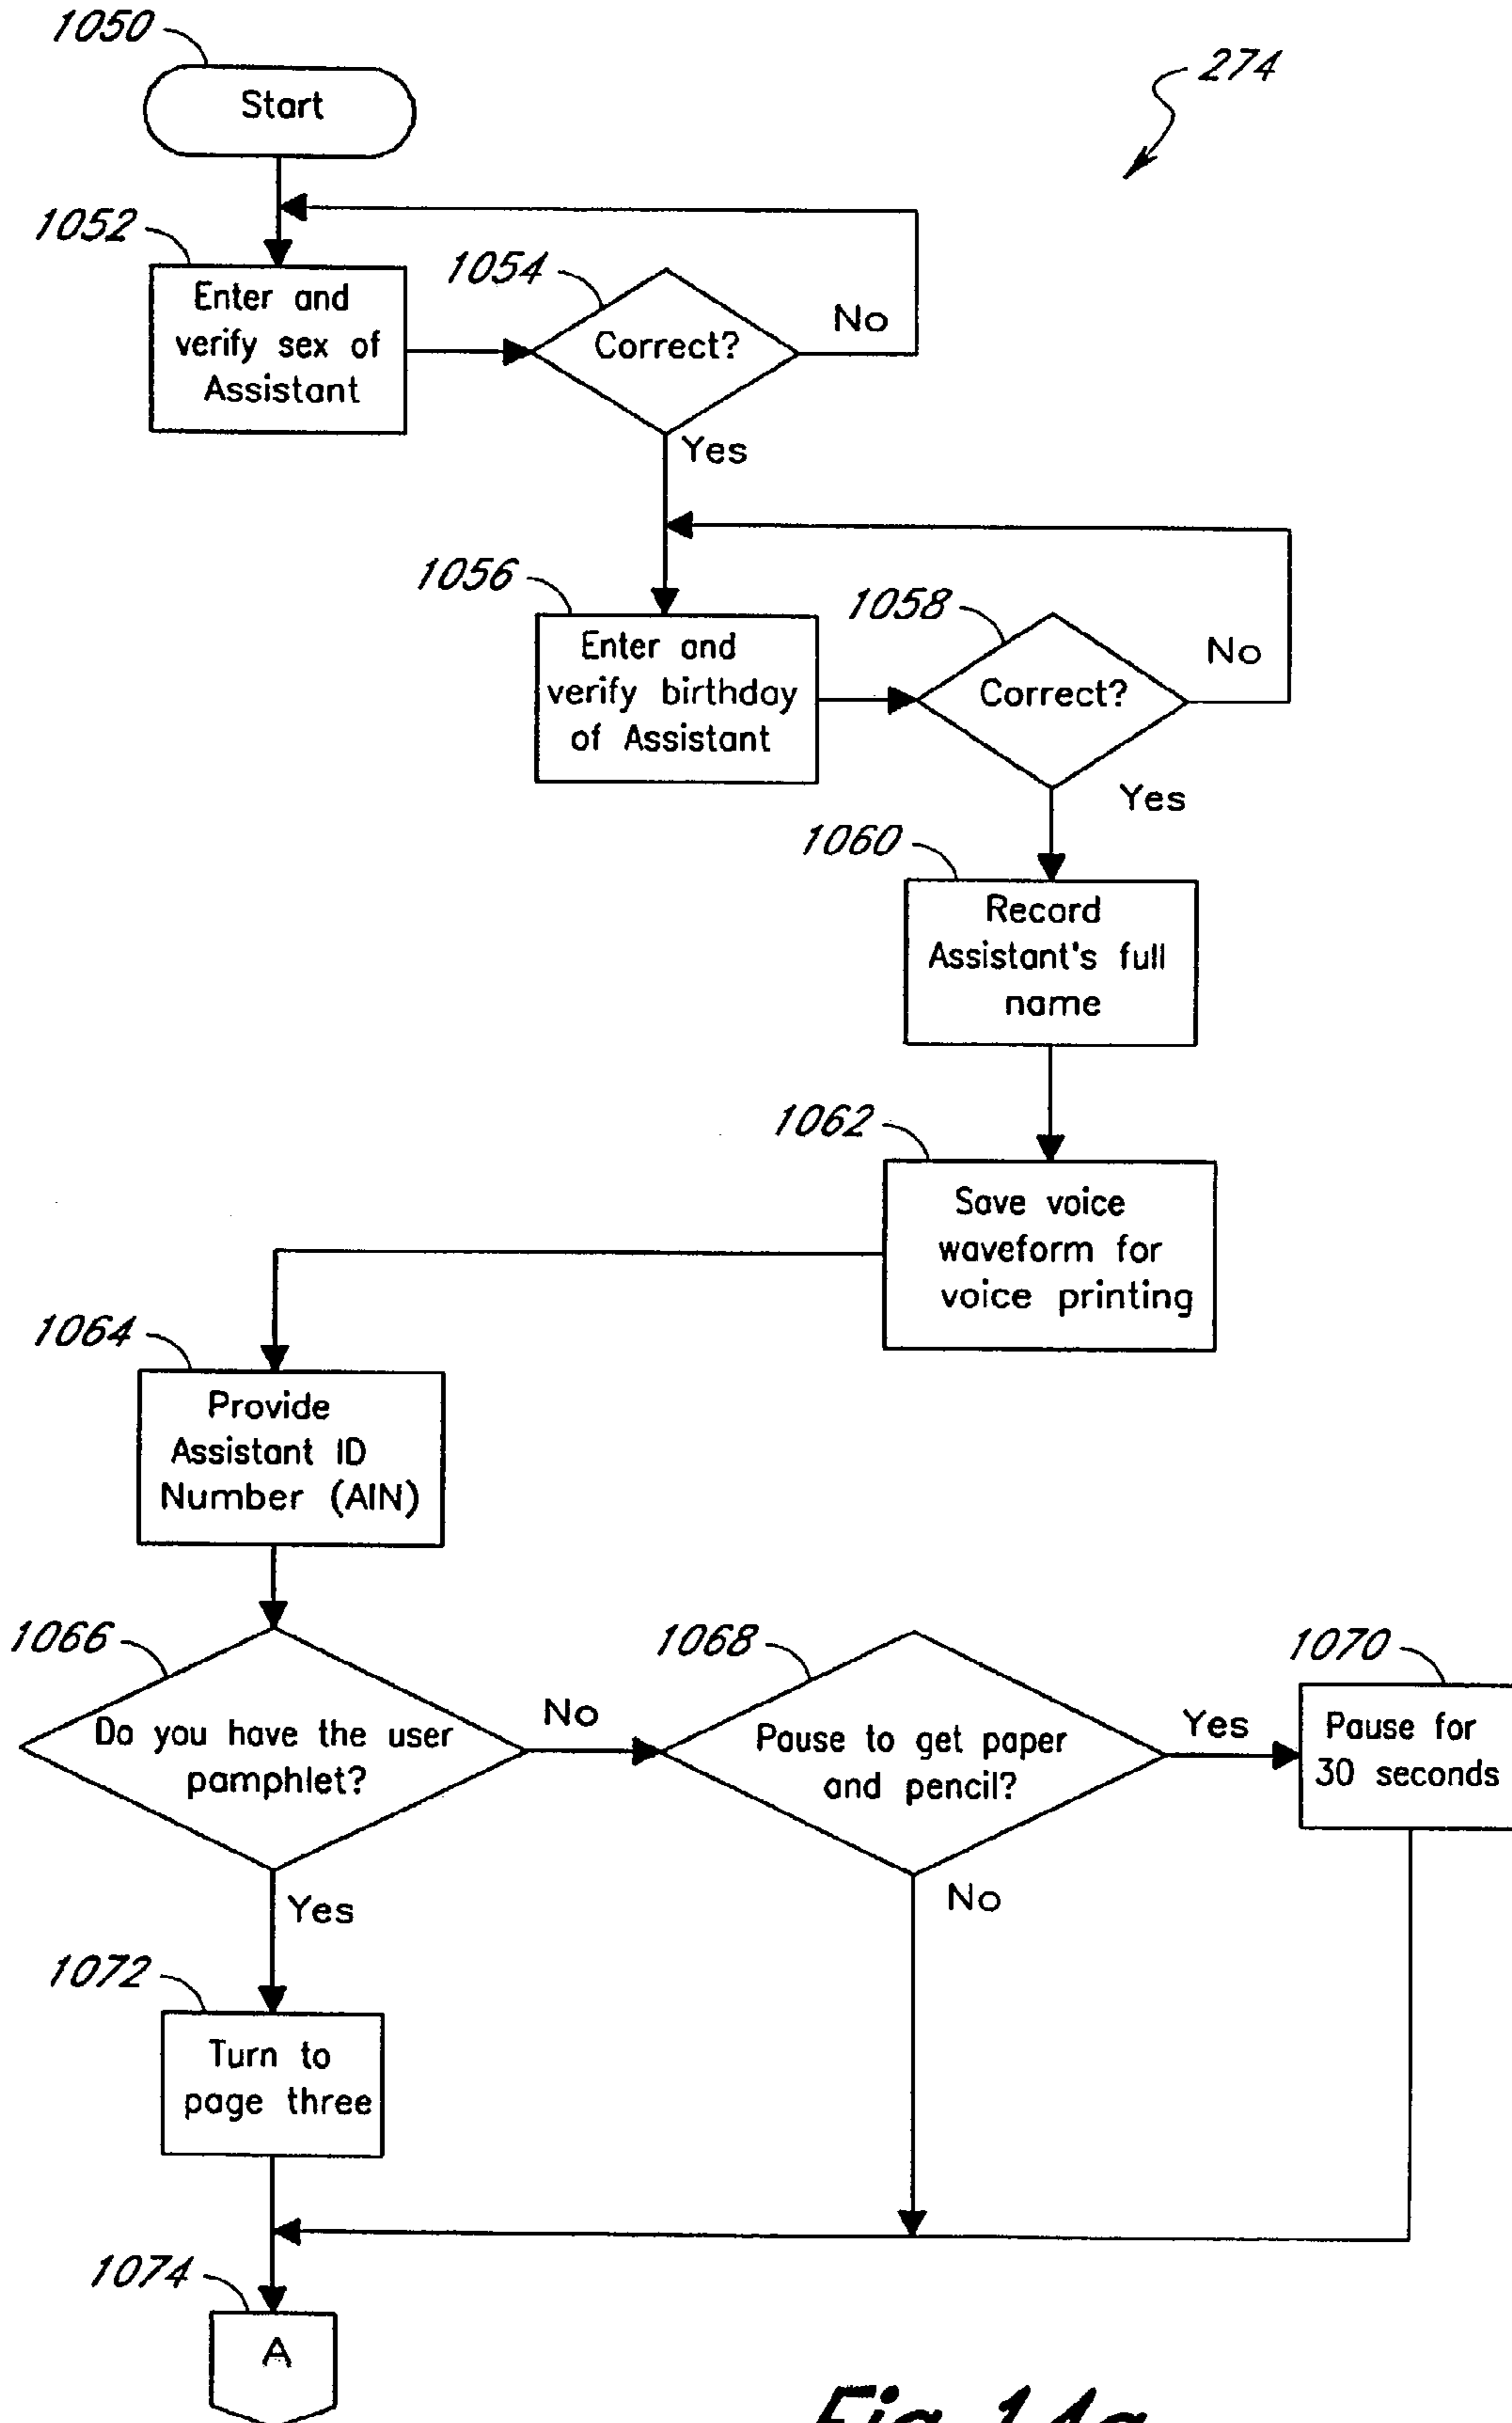 1050
Start
274
1052
Enter and
verify sex of
Assistant
1054
Correct?
No
Yes
1056
Enter and
verify birthday
of Assistant
1058
Correct?
No
Yes
1060
Record
Assistant's full
name
1062
Save voice
waveform for
voice printing
1064
Provide
Assistant ID
Number (AIN)
1066
Do you have the user
pamphlet?
No
1068
Pause to get paper
and pencil?
Yes
1070
Pause for
30 seconds
Yes
No
1072
Turn to
page three
1074
A
Fig. 14a